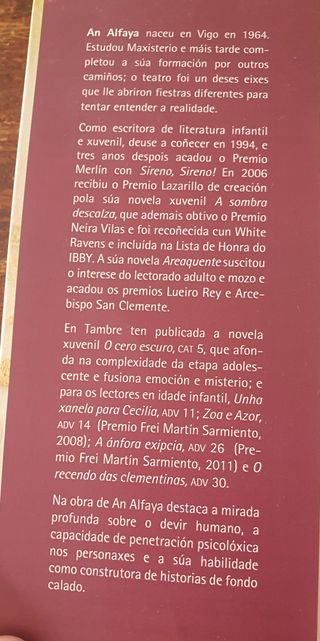 An Alfaya naceu en Vigo en 1964.
Estudou Maxisterio e máis tarde com-
pletou a súa formación por outros
camiños; o teatro foi un deses eixes
que lle abriron fiestras diferentes para
tentar entender a realidade.
Como escritora de literatura infantil
e xuvenil, deuse a coñecer en 1994, e
tres anos despois acadou o Premio
Merlín con Sireno, Sireno! En 2006
recibiu o Premio Lazarillo de creación
pola súa novela xuvenil A sombra
descalza, que ademais obtivo o Premio
Neira Vilas e foi recoñecida cun White
Ravens e incluída na Lista de Honra do
IBBY. A súa novela Areaquente suscitou
o interese do lectorado adulto e mozo e
acadou os premios Lueiro Rey e Arce-
bispo San Clemente.
En Tambre ten publicada a novela
xuvenil O cero escuro, CAT 5, que afon-
da na complexidade da etapa adoles-
cente e fusiona emoción e misterio; e
para os lectores en idade infantil, Unha
xanela para Cecilia, ADV 11; Zoa e Azor,
ADV 14 (Premio Frei Martín Sarmiento,
2008); A ánfora exipcia, ADV 26 (Pre-
mio Frei Martín Sarmiento, 2011) e O
recendo das clementinas, ADV 30.
Na obra de An Alfaya destaca a mirada
profunda sobre o devir humano, a
capacidade de penetración psicolóxica
nos personaxes e a súa habilidade
como construtora de historias de fondo
calado.